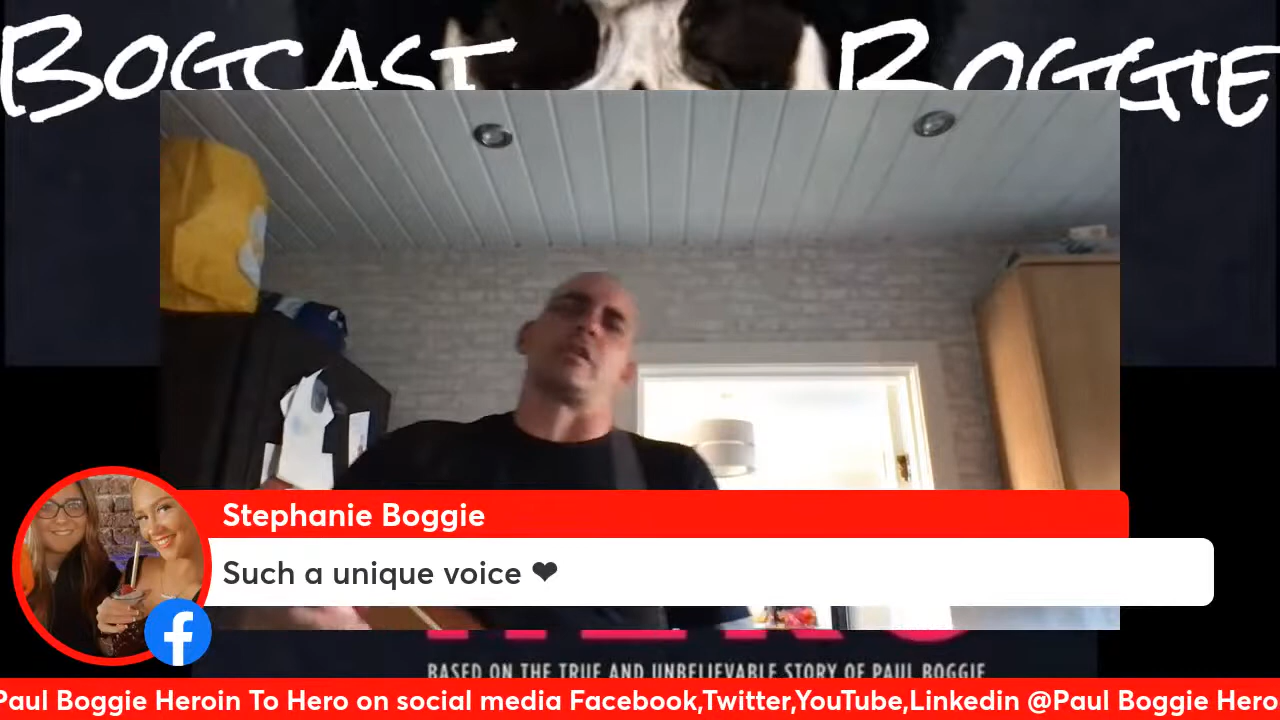 BOGCAST BOGGIE
Stephanie Boggie
Such a unique voice ❤
HERO
BASED ON THE TRUE AND UNBELIEVABLE STORY OF PAUL BOGGIE
Paul Boggie Heroin To Hero on social media Facebook,Twitter,YouTube,Linkedin @Paul Boggie Hero